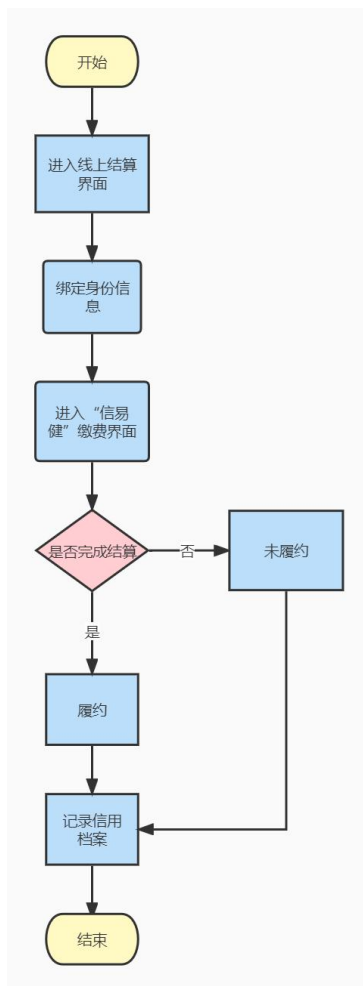 开始
进入线上结算
界面
绑定身份信
息
进入“信易
健”缴费界面
是否完成结算
否
未履约
是
履约
记录信用
档案
结束